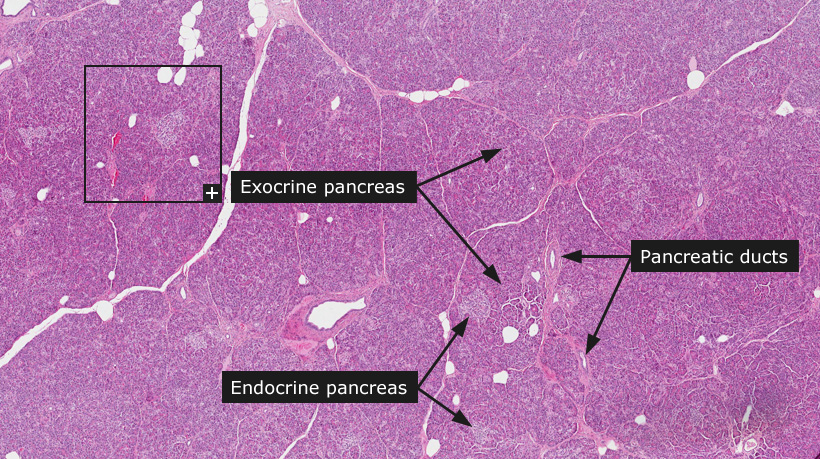 Exocrine pancreas
Pancreatic ducts
Endocrine pancreas